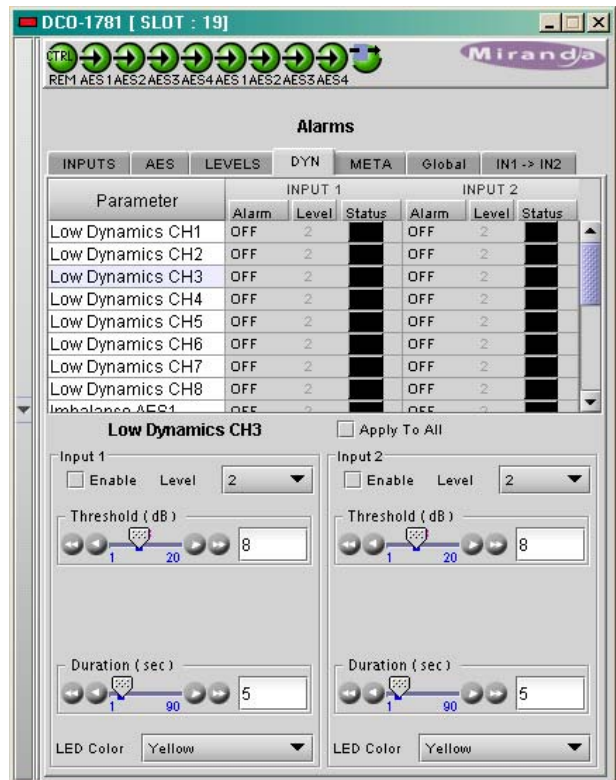 DCO-1781 [ SLOT : 19]
CTRL
REM AES1 AES2 AES3 AES4 AES1 AES2 AES3 AES4
Miranda
Alarms
INPUTS AES LEVELS DYN META Global IN1 -> IN2
Parameter INPUT 1 INPUT 2
Alarm Level Status Alarm Level Status
Low Dynamics CH1 OFF 2 OFF 2
Low Dynamics CH2 OFF 2 OFF 2
Low Dynamics CH3 OFF 2 OFF 2
Low Dynamics CH4 OFF 2 OFF 2
Low Dynamics CH5 OFF 2 OFF 2
Low Dynamics CH6 OFF 2 OFF 2
Low Dynamics CH7 OFF 2 OFF 2
Low Dynamics CH8 OFF 2 OFF 2
Imbalance AES1 OFF OFF
Low Dynamics CH3 Apply To All
Input 1 Input 2
Enable Level 2 Enable Level 2
Threshold ( dB ) Threshold ( dB )
8 8
1 20 1 20
Duration ( sec ) Duration ( sec )
5 5
1 90 1 90
LED Color Yellow LED Color Yellow